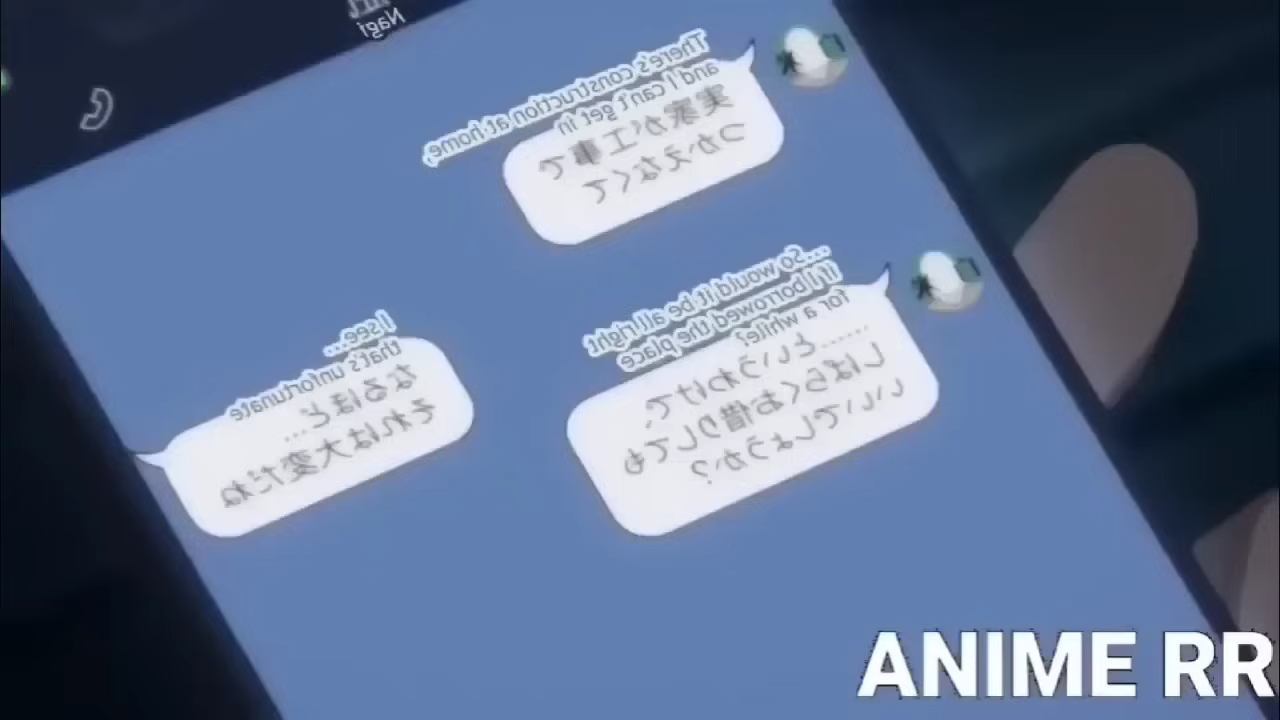 Nagi
There's construction at home,
and I can't get in
実家が工事で
つかえなくて
...So would it be all right
if I borrowed the place
for a while?
……というわけで、
しばらくお借りしても
いいでしょうか?
I see...
that's unfortunate
なるほど…
それは大変だね
ANIME RR